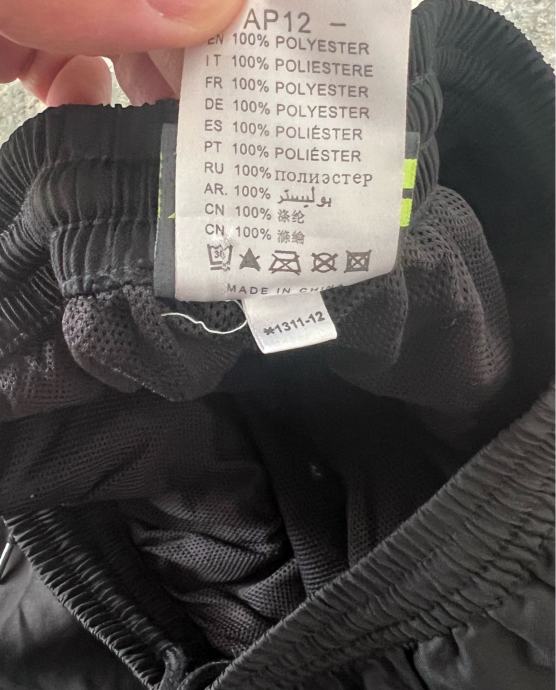 AP12 -
EN 100% POLYESTER
IT 100% POLIESTERE
FR 100% POLYESTER
DE 100% POLYESTER
ES 100% POLIÉSTER
PT 100% POLIÉSTER
RU 100% полиэстер
AR. 100% بوليستر
CN 100% 涤纶
CN 100% 滌綸
30
MADE IN CHINA
*1311-12